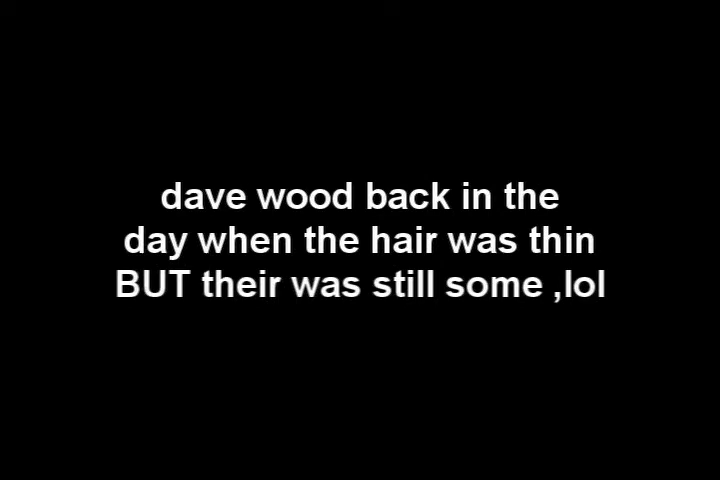 dave wood back in the
day when the hair was thin
BUT their was still some ,lol